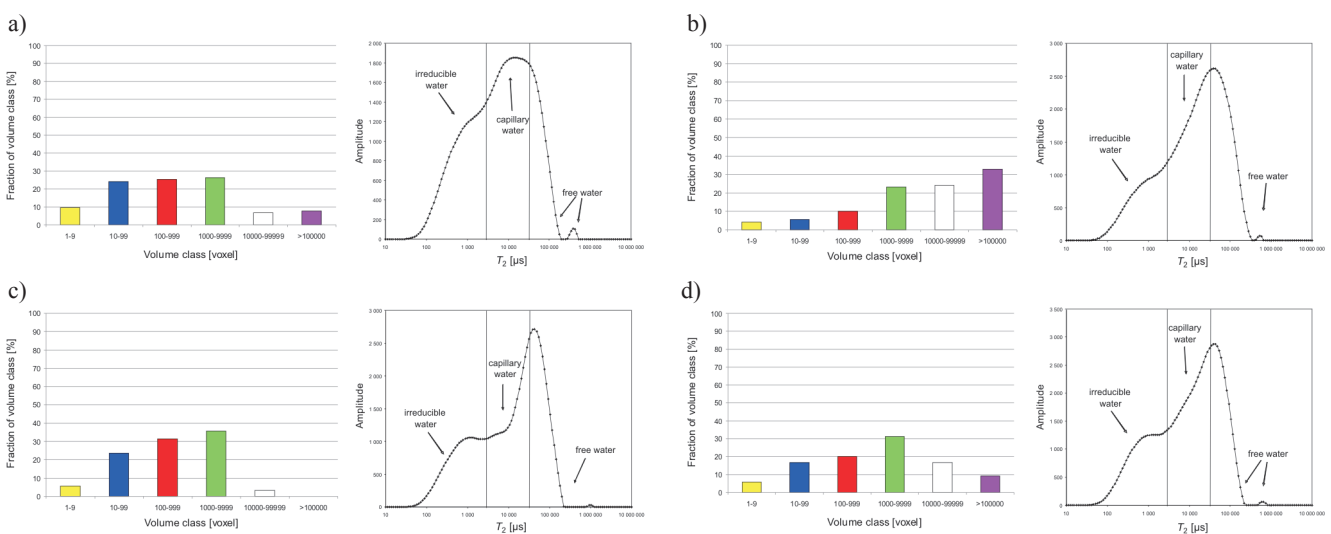 a)
Fraction of volume class [%]
100
90
80
70
60
50
40
30
20
10
0
1-9 10-99 100-999 1000-9999 10000-99999 >100000
Volume class [voxel]
Amplitude
2 000
1 800
1 600
1 400
1 200
1 000
800
600
400
200
0
irreducible
water
capillary
water
free water
10 100 1 000 10 000 100 000 1 000 000 10 000 000
T2 [µs]
b)
Fraction of volume class [%]
100
90
80
70
60
50
40
30
20
10
0
1-9 10-99 100-999 1000-9999 10000-99999 >100000
Volume class [voxel]
Amplitude
3 000
2 500
2 000
1 500
1 000
500
0
capillary
water
irreducible
water
free water
10 100 1 000 10 000 100 000 1 000 000 10 000 000
T2 [µs]
c)
Fraction of volume class [%]
100
90
80
70
60
50
40
30
20
10
0
1-9 10-99 100-999 1000-9999 10000-99999 >100000
Volume class [voxel]
Amplitude
3 000
2 500
2 000
1 500
1 000
500
0
capillary
water
irreducible
water
free water
10 100 1 000 10 000 100 000 1 000 000 10 000 000
T2 [µs]
d)
Fraction of volume class [%]
100
90
80
70
60
50
40
30
20
10
0
1-9 10-99 100-999 1000-9999 10000-99999 >100000
Volume class [voxel]
Amplitude
3 500
3 000
2 500
2 000
1 500
1 000
500
0
capillary
water
irreducible
water
free water
10 100 1 000 10 000 100 000 1 000 000 10 000 000
T2 [µs]